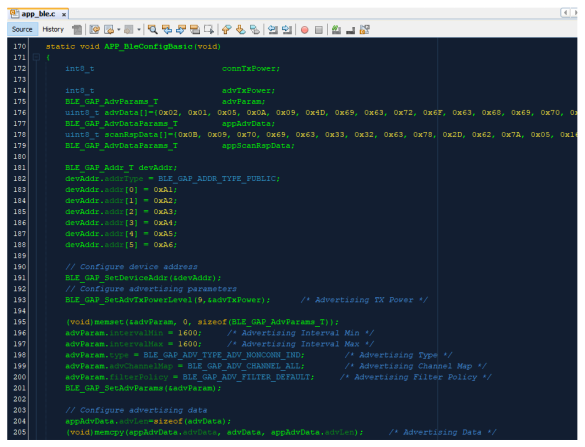 app_ble.c
Source History
170 static void APP_BleConfigBasic(void)
171 {
172 int8_t connTxPower;
173
174 int8_t advTxPower;
175 BLE_GAP_AdvParams_T advParam;
176 uint8_t advData[]={0x02, 0x01, 0x05, 0x0A, 0x09, 0x4D, 0x69, 0x63, 0x72, 0x6F, 0x63, 0x68, 0x69, 0x70,
177 BLE_GAP_AdvDataParams_T appAdvData;
178 uint8_t scanRspData[]={0x0B, 0x09, 0x70, 0x69, 0x63, 0x33, 0x32, 0x63, 0x78, 0x2D, 0x62, 0x7A, 0x05, 0x16
179 BLE_GAP_AdvDataParams_T appScanRspData;
180
181 BLE_GAP_Addr_T devAddr;
182 devAddr.addrType = BLE_GAP_ADDR_TYPE_PUBLIC;
183 devAddr.addr[0] = 0xA1;
184 devAddr.addr[1] = 0xA2;
185 devAddr.addr[2] = 0xA3;
186 devAddr.addr[3] = 0xA4;
187 devAddr.addr[4] = 0xA5;
188 devAddr.addr[5] = 0xA6;
189
190 // Configure device address
191 BLE_GAP_SetDeviceAddr(&devAddr);
192 // Configure advertising parameters
193 BLE_GAP_SetAdvTxPowerLevel(9,&advTxPower); /* Advertising TX Power */
194
195 (void)memset(&advParam, 0, sizeof(BLE_GAP_AdvParams_T));
196 advParam.intervalMin = 1600; /* Advertising Interval Min */
197 advParam.intervalMax = 1600; /* Advertising Interval Max */
198 advParam.type = BLE_GAP_ADV_TYPE_ADV_NONCONN_IND; /* Advertising Type */
199 advParam.advChannelMap = BLE_GAP_ADV_CHANNEL_ALL; /* Advertising Channel Map */
200 advParam.filterPolicy = BLE_GAP_ADV_FILTER_DEFAULT; /* Advertising Filter Policy */
201 BLE_GAP_SetAdvParams(&advParam);
202
203 // Configure advertising data
204 appAdvData.advLen=sizeof(advData);
205 (void)memcpy(appAdvData.advData, advData, appAdvData.advLen); /* Advertising Data */